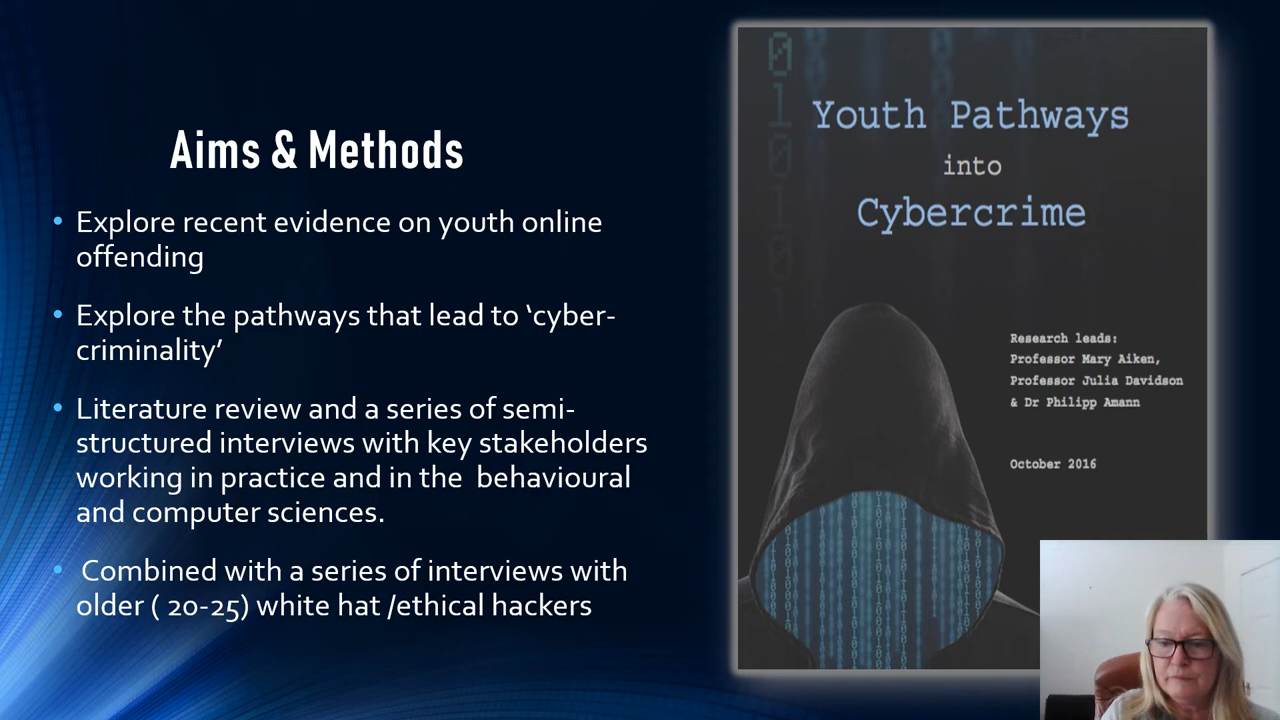 Aims & Methods
• Explore recent evidence on youth online
offending
• Explore the pathways that lead to ‘cyber-
criminality’
• Literature review and a series of semi-
structured interviews with key stakeholders
working in practice and in the  behavioural
and computer sciences.
• Combined with a series of interviews with
older ( 20-25) white hat /ethical hackers
Youth Pathways
into
Cybercrime
Research leads:
Professor Mary Aiken,
Professor Julia Davidson
& Dr Philipp Amann
October 2016